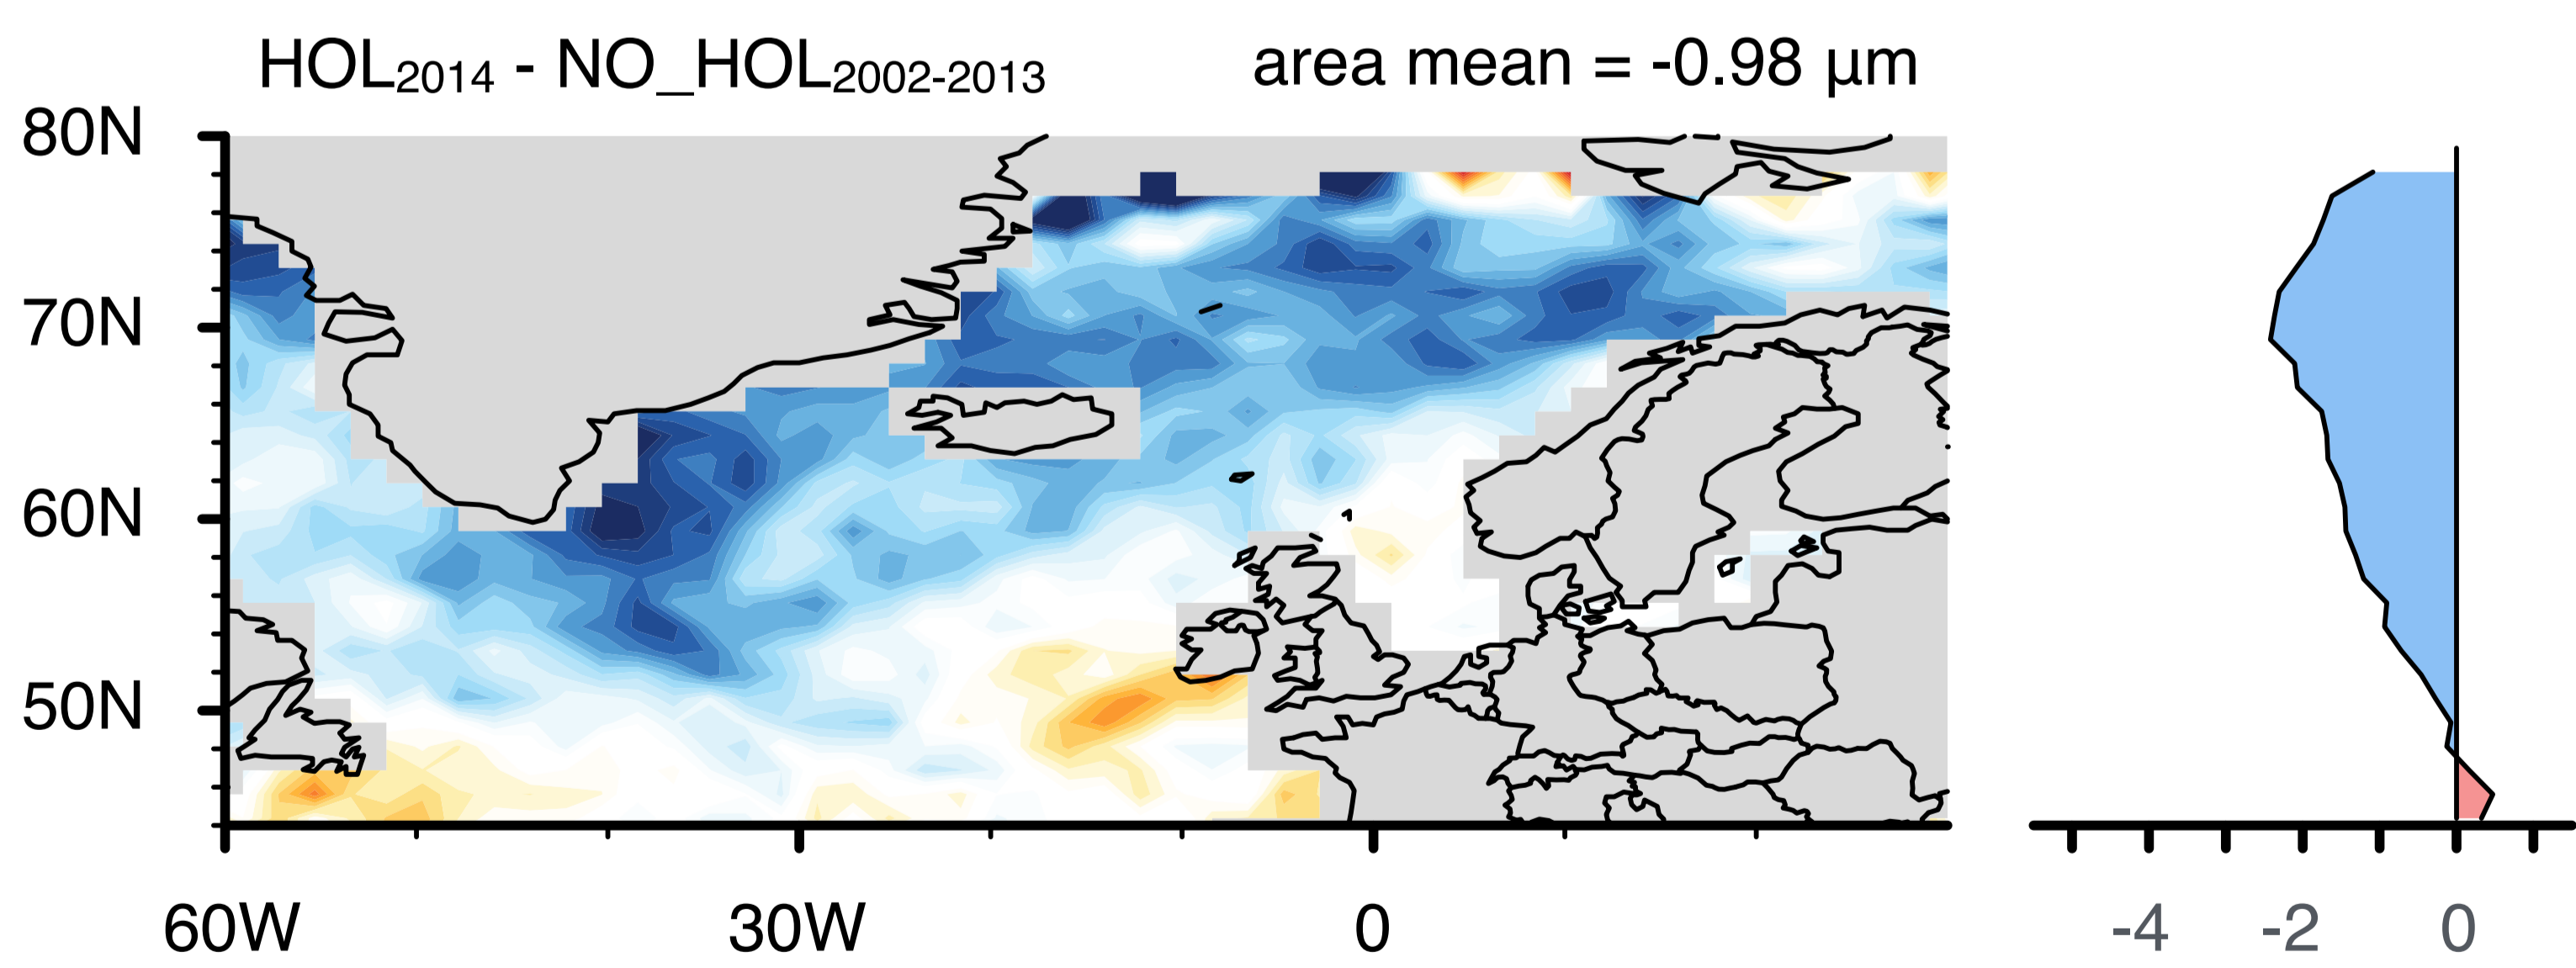 HOL2014 - NO_HOL2002-2013 area mean = -0.98 µm
80N
70N
60N
50N
60W 30W 0 -4 -2 0